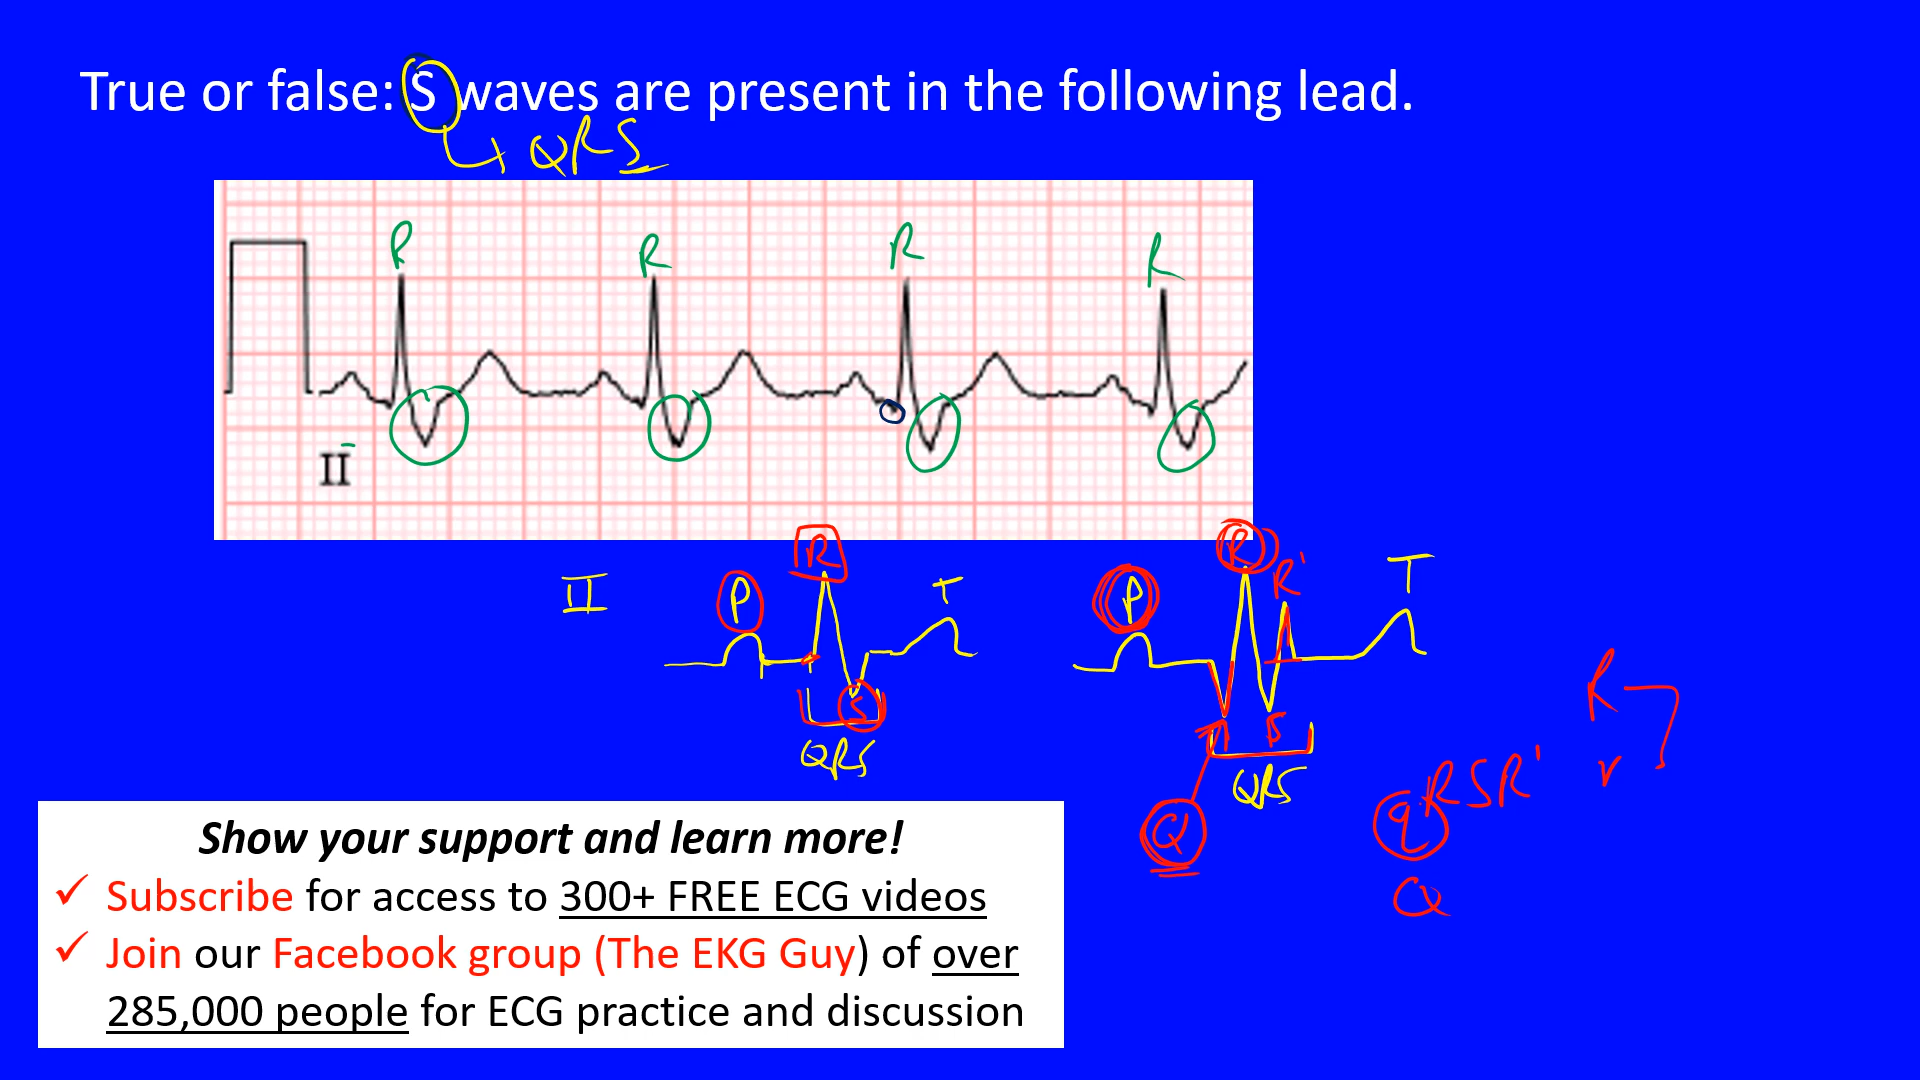 True or false: S waves are present in the following lead.
QRS
R R R R
II
II P R T S QRS
P R R' T Q S QRS
R
r
qRSR'
Q
Show your support and learn more!
✓ Subscribe for access to 300+ FREE ECG videos
✓ Join our Facebook group (The EKG Guy) of over
285,000 people for ECG practice and discussion